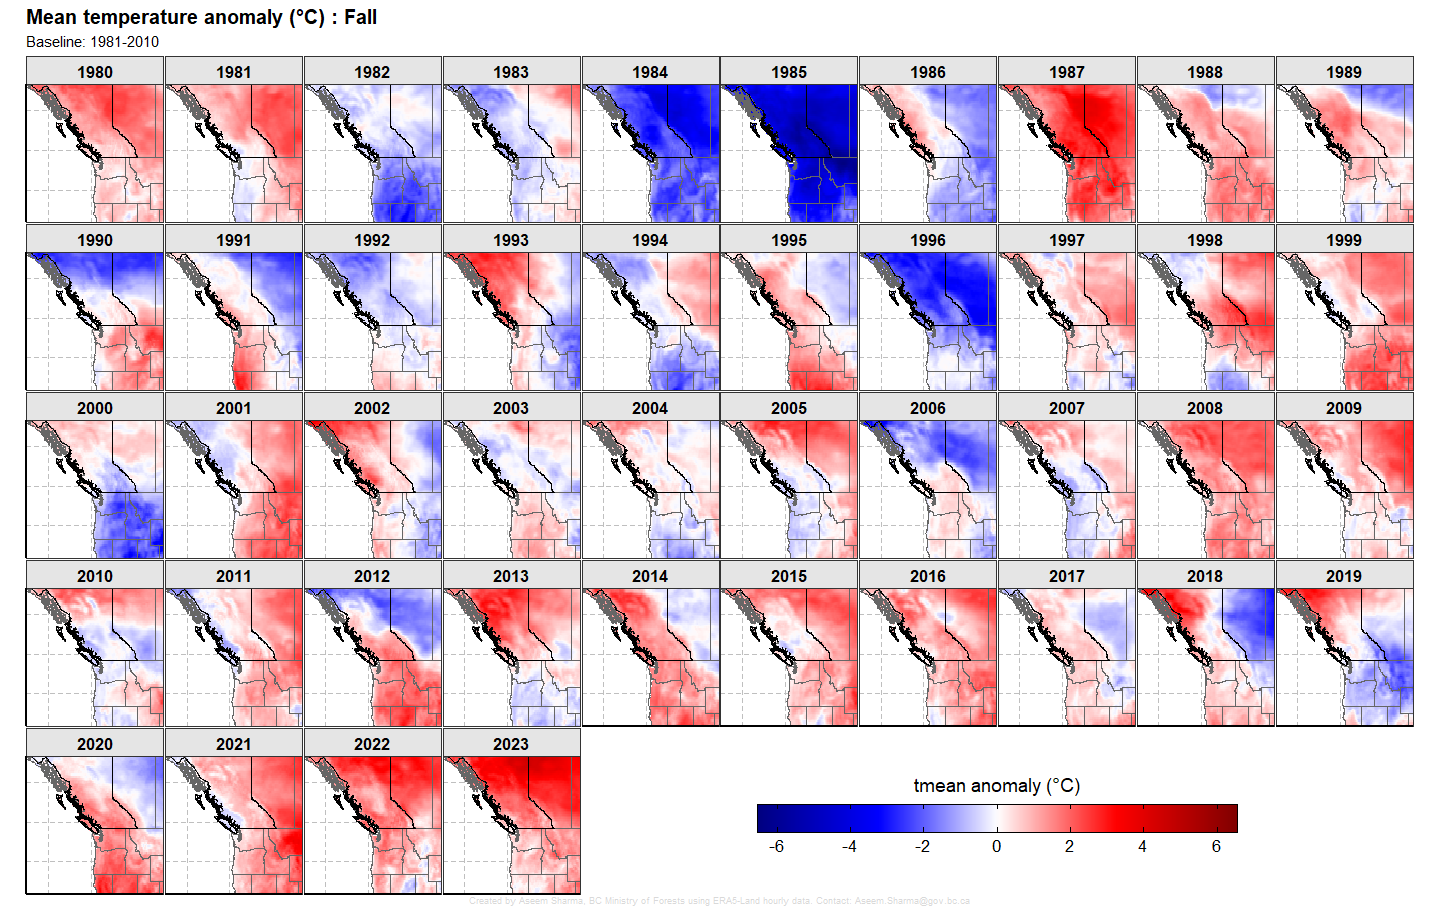 Mean temperature anomaly (°C) : Fall
Baseline: 1981-2010
1980 1981 1982 1983 1984 1985 1986 1987 1988 1989
1990 1991 1992 1993 1994 1995 1996 1997 1998 1999
2000 2001 2002 2003 2004 2005 2006 2007 2008 2009
2010 2011 2012 2013 2014 2015 2016 2017 2018 2019
2020 2021 2022 2023
tmean anomaly (°C)
-6 -4 -2 0 2 4 6
Created by Aseem Sharma, BC Ministry of Forests using ERA5-Land hourly data. Contact: Aseem.Sharma@gov.bc.ca